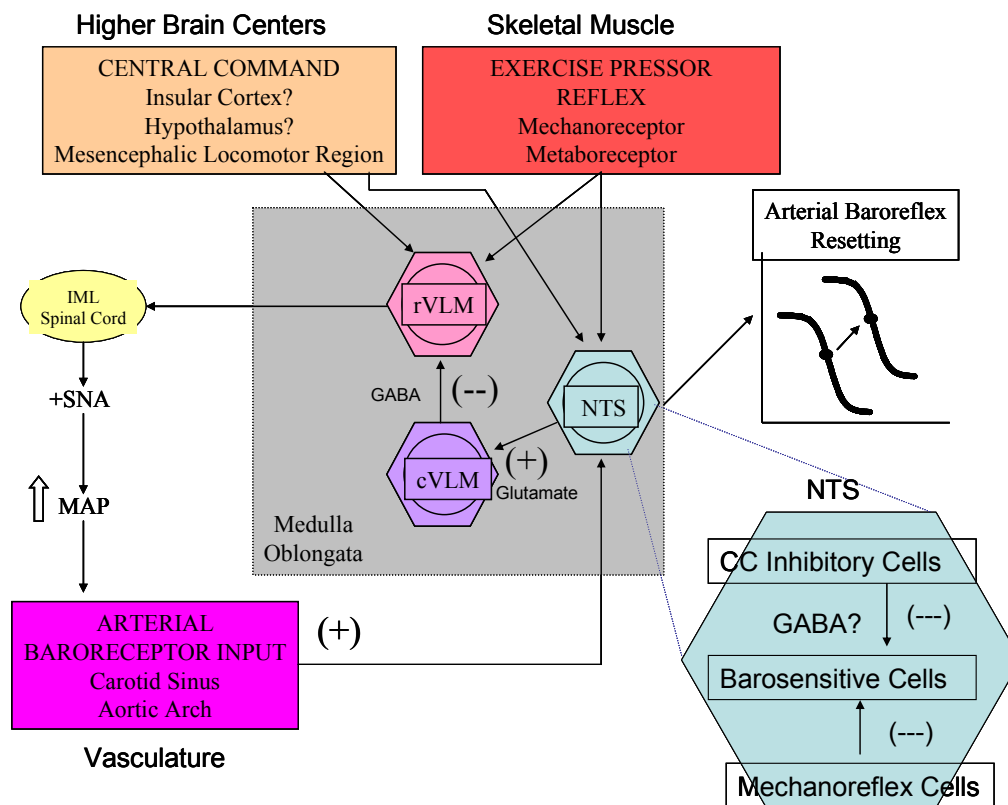 Higher Brain Centers
Skeletal Muscle
CENTRAL COMMAND
Insular Cortex?
Hypothalamus?
Mesencephalic Locomotor Region
EXERCISE PRESSOR
REFLEX
Mechanoreceptor
Metaboreceptor
Arterial Baroreflex
Resetting
IML
Spinal Cord
rVLM
+SNA
GABA
(--)
NTS
(+)
cVLM
Glutamate
MAP
Medulla
Oblongata
NTS
CC Inhibitory Cells
GABA?
(---)
Barosensitive Cells
(---)
Mechanoreflex Cells
ARTERIAL
BARORECEPTOR INPUT
Carotid Sinus
Aortic Arch
(+)
Vasculature